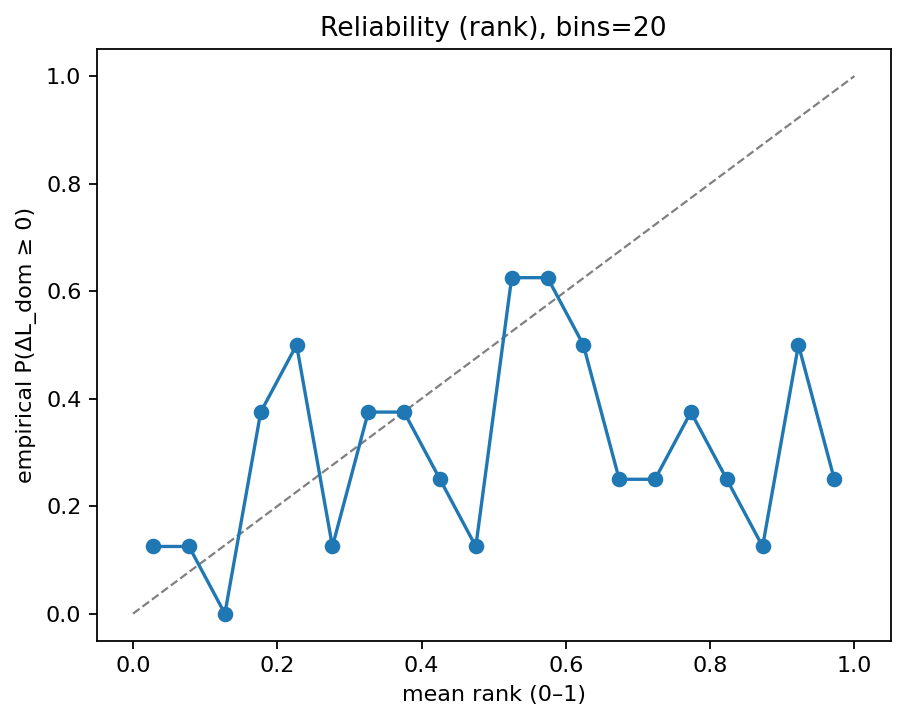 Reliability (rank), bins=20
empirical P(ΔL_dom ≥ 0)
1.0
0.8
0.6
0.4
0.2
0.0
0.0 0.2 0.4 0.6 0.8 1.0
mean rank (0–1)